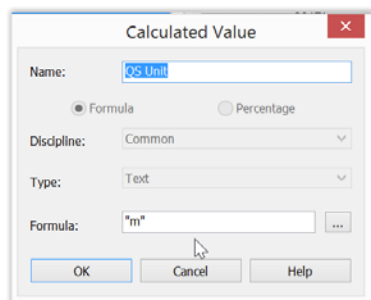 Calculated Value
Name: QS Unit
Formula Percentage
Discipline: Common
Type: Text
Formula: "m" ...
OK Cancel Help